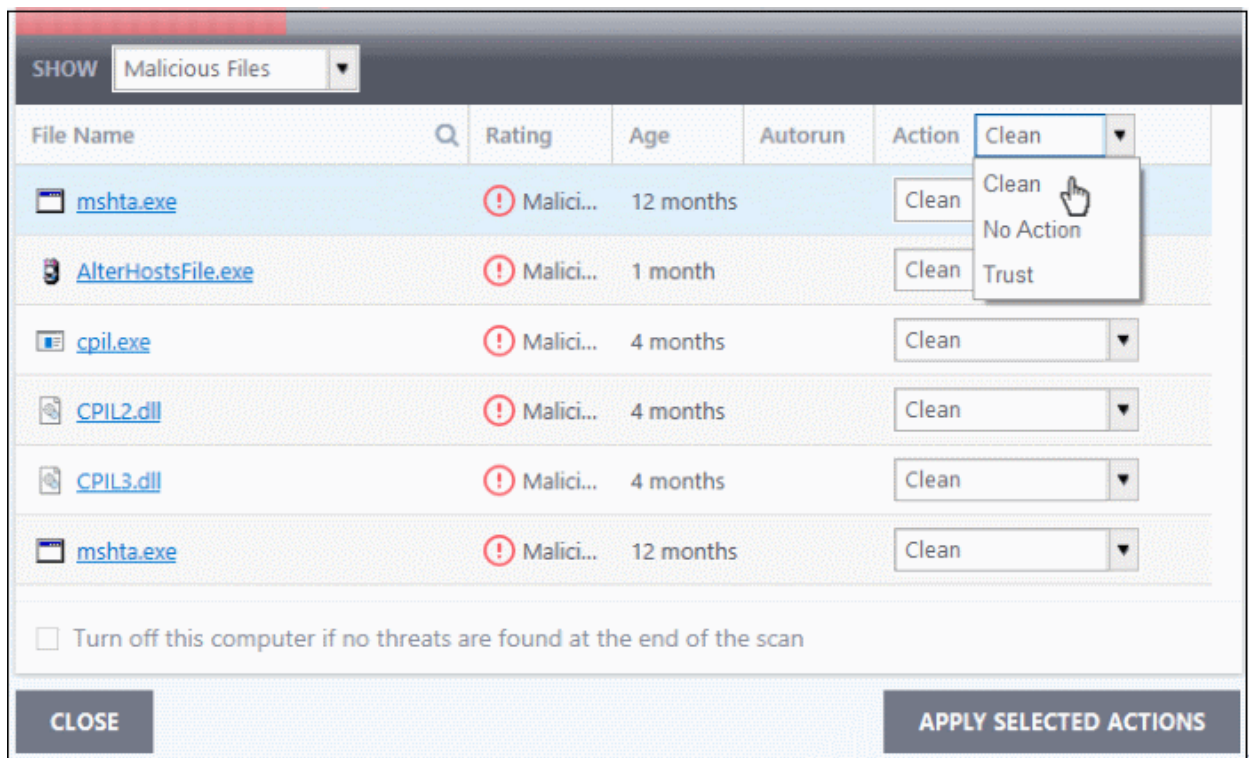 SHOW Malicious Files
File Name Rating Age Autorun Action Clean
mshta.exe Malici... 12 months Clean
Clean
No Action
AlterHostsFile.exe Malici... 1 month Clean
Trust
cpil.exe Malici... 4 months Clean
CPIL2.dll Malici... 4 months Clean
CPIL3.dll Malici... 4 months Clean
mshta.exe Malici... 12 months Clean
Turn off this computer if no threats are found at the end of the scan
CLOSE APPLY SELECTED ACTIONS